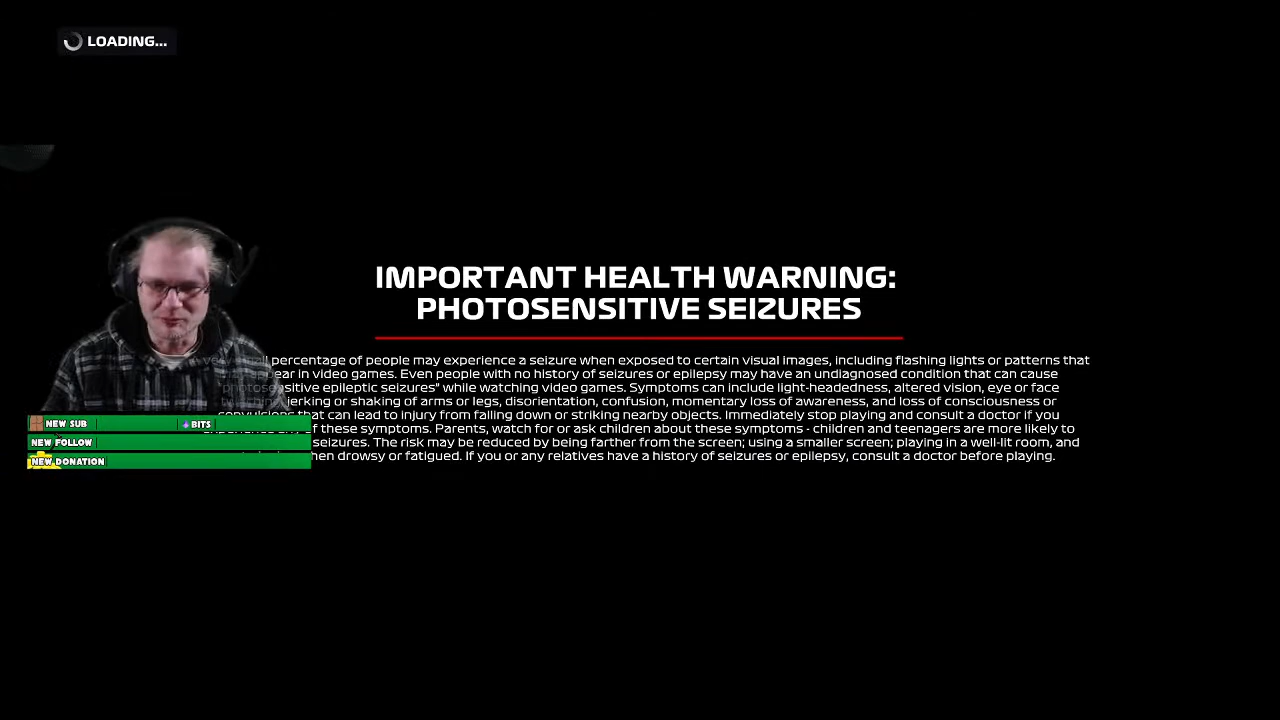 LOADING...
IMPORTANT HEALTH WARNING:
PHOTOSENSITIVE SEIZURES
percentage of people may experience a seizure when exposed to certain visual images, including flashing lights or patterns that
in video games. Even people with no history of seizures or epilepsy may have an undiagnosed condition that can cause
epileptic seizures" while watching video games. Symptoms can include light-headedness, altered vision, eye or face
jerking or shaking of arms or legs, disorientation, confusion, momentary loss of awareness, and loss of consciousness or
that can lead to injury from falling down or striking nearby objects. Immediately stop playing and consult a doctor if you
of these symptoms. Parents, watch for or ask children about these symptoms - children and teenagers are more likely to
seizures. The risk may be reduced by being farther from the screen; using a smaller screen; playing in a well-lit room, and
drowsy or fatigued. If you or any relatives have a history of seizures or epilepsy, consult a doctor before playing.
NEW SUB BITS
NEW FOLLOW
NEW DONATION